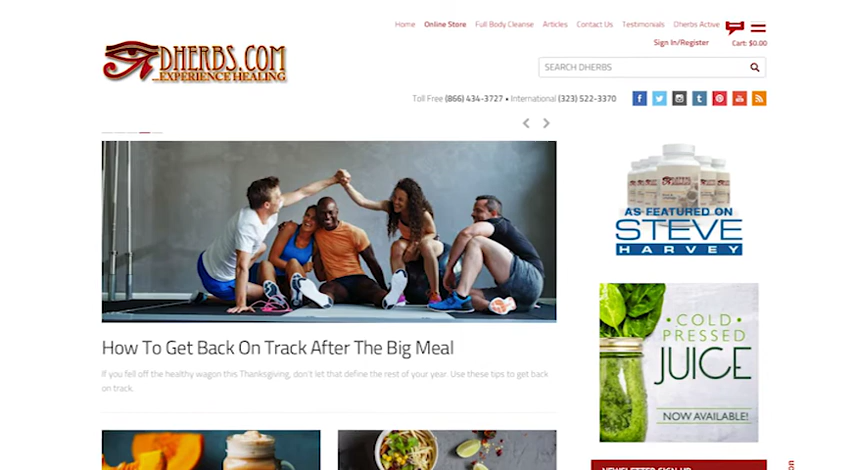 Home Online Store Full Body Cleanse Articles Contact Us Testimonials Dherbs Active
Sign In/Register Cart: $0.00
DHERBS.COM
...EXPERIENCE HEALING
SEARCH DHERBS
Toll Free (866) 434-3727 • International (323) 522-3370
AS FEATURED ON
STEVE
HARVEY
How To Get Back On Track After The Big Meal
If you fell off the healthy wagon this Thanksgiving, don't let that define the rest of your year. Use these tips to get back
on track.
• COLD •
PRESSED
JUICE
NOW AVAILABLE!
NEWSLETTER SIGN UP